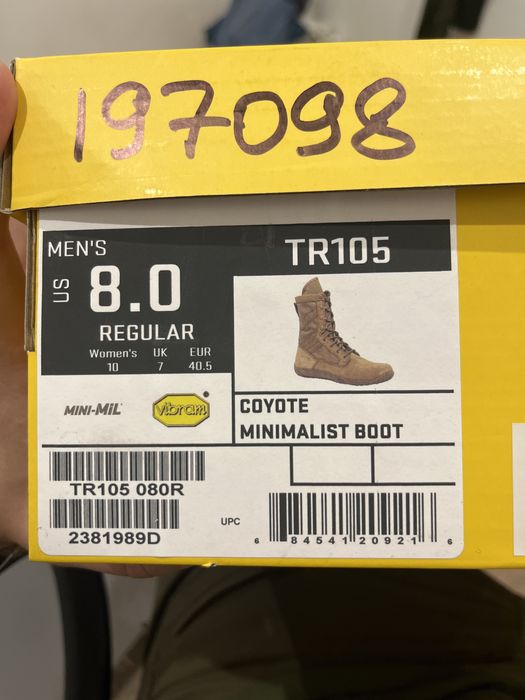 197098
MEN'S
TR105
US 8.0
REGULAR
Women's UK EUR
10 7 40.5
MINI-MiL
vibram
COYOTE
MINIMALIST BOOT
TR105 080R
2381989D
UPC
6 84541 20921 6